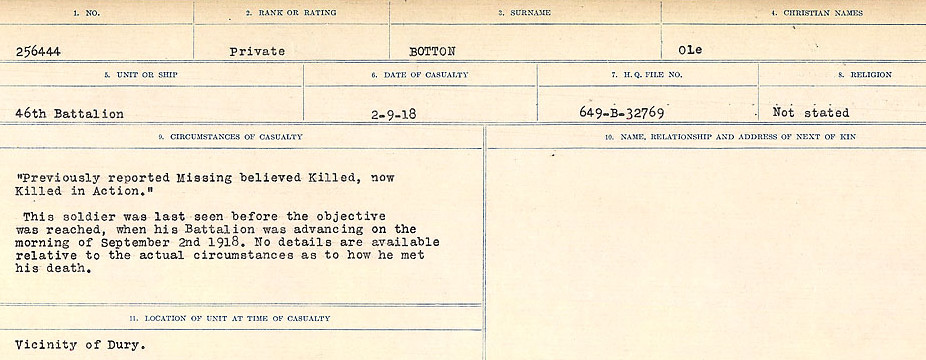 1. NO. 2. RANK OR RATING 3. SURNAME 4. CHRISTIAN NAMES
256444 Private BOTTON Ole
5. UNIT OR SHIP 6. DATE OF CASUALTY 7. H.Q. FILE NO. 8. RELIGION
46th Battalion 2-9-18 649-B-32769 Not stated
9. CIRCUMSTANCES OF CASUALTY 10. NAME, RELATIONSHIP AND ADDRESS OF NEXT OF KIN
"Previously reported Missing believed Killed, now
Killed in Action."
This soldier was last seen before the objective
was reached, when his Battalion was advancing on the
morning of September 2nd 1918. No details are available
relative to the actual circumstances as to how he met
his death.
11. LOCATION OF UNIT AT TIME OF CASUALTY
Vicinity of Dury.